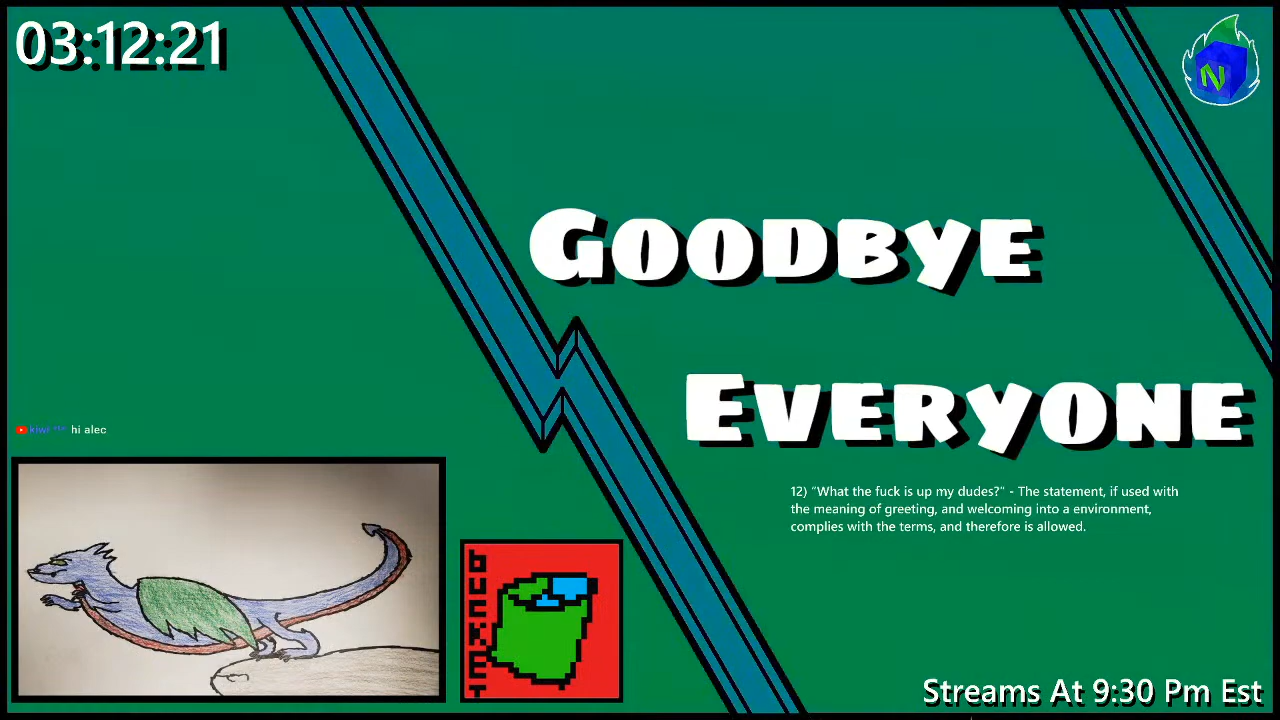 03:12:21
N
GOODBYE
EVERYONE
hi alec
12) "What the fuck is up my dudes?" - The statement, if used with
the meaning of greeting, and welcoming into a environment,
complies with the terms, and therefore is allowed.
bucket
Streams At 9:30 Pm Est